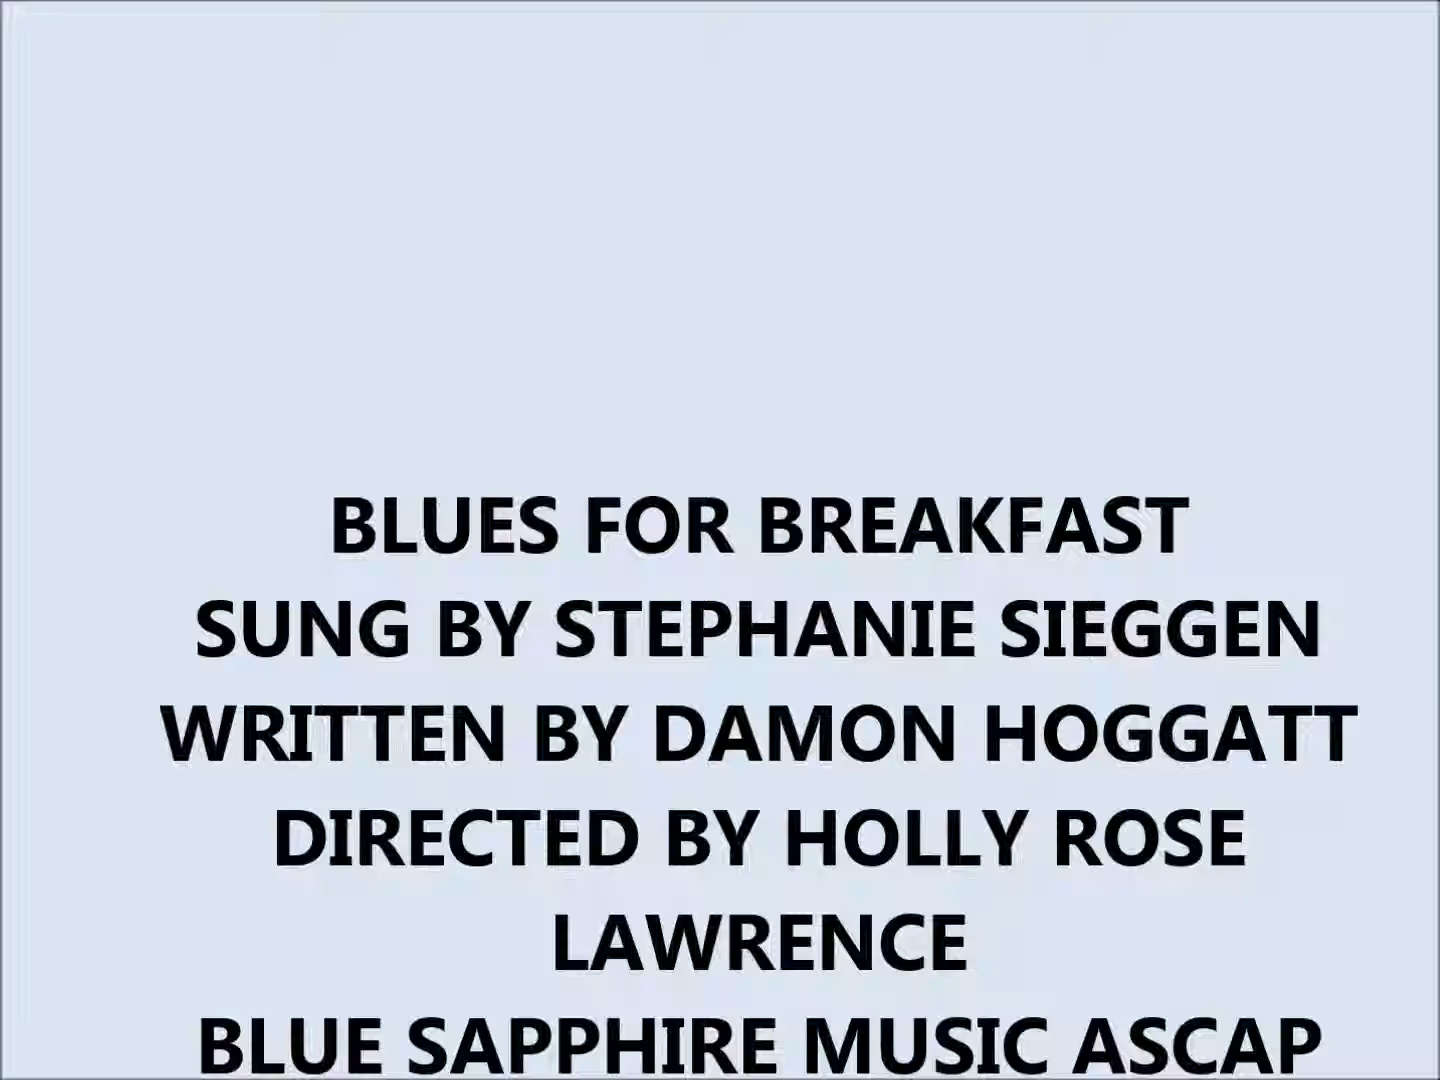 BLUES FOR BREAKFAST
SUNG BY STEPHANIE SIEGGEN
WRITTEN BY DAMON HOGGATT
DIRECTED BY HOLLY ROSE
LAWRENCE
BLUE SAPPHIRE MUSIC ASCAP